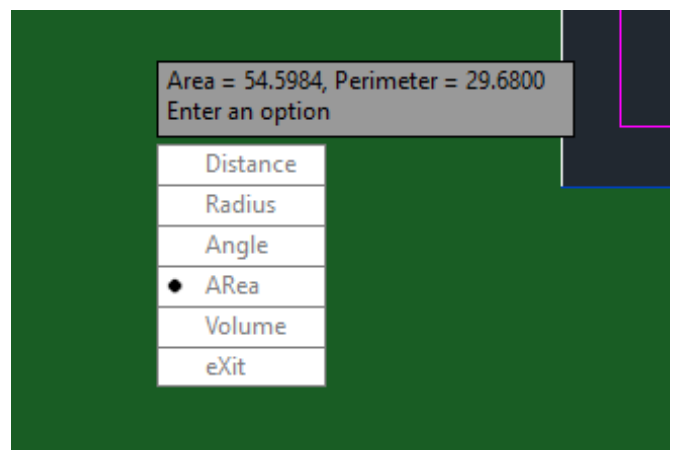 Area = 54.5984, Perimeter = 29.6800
Enter an option
Distance
Radius
Angle
ARea
Volume
eXit